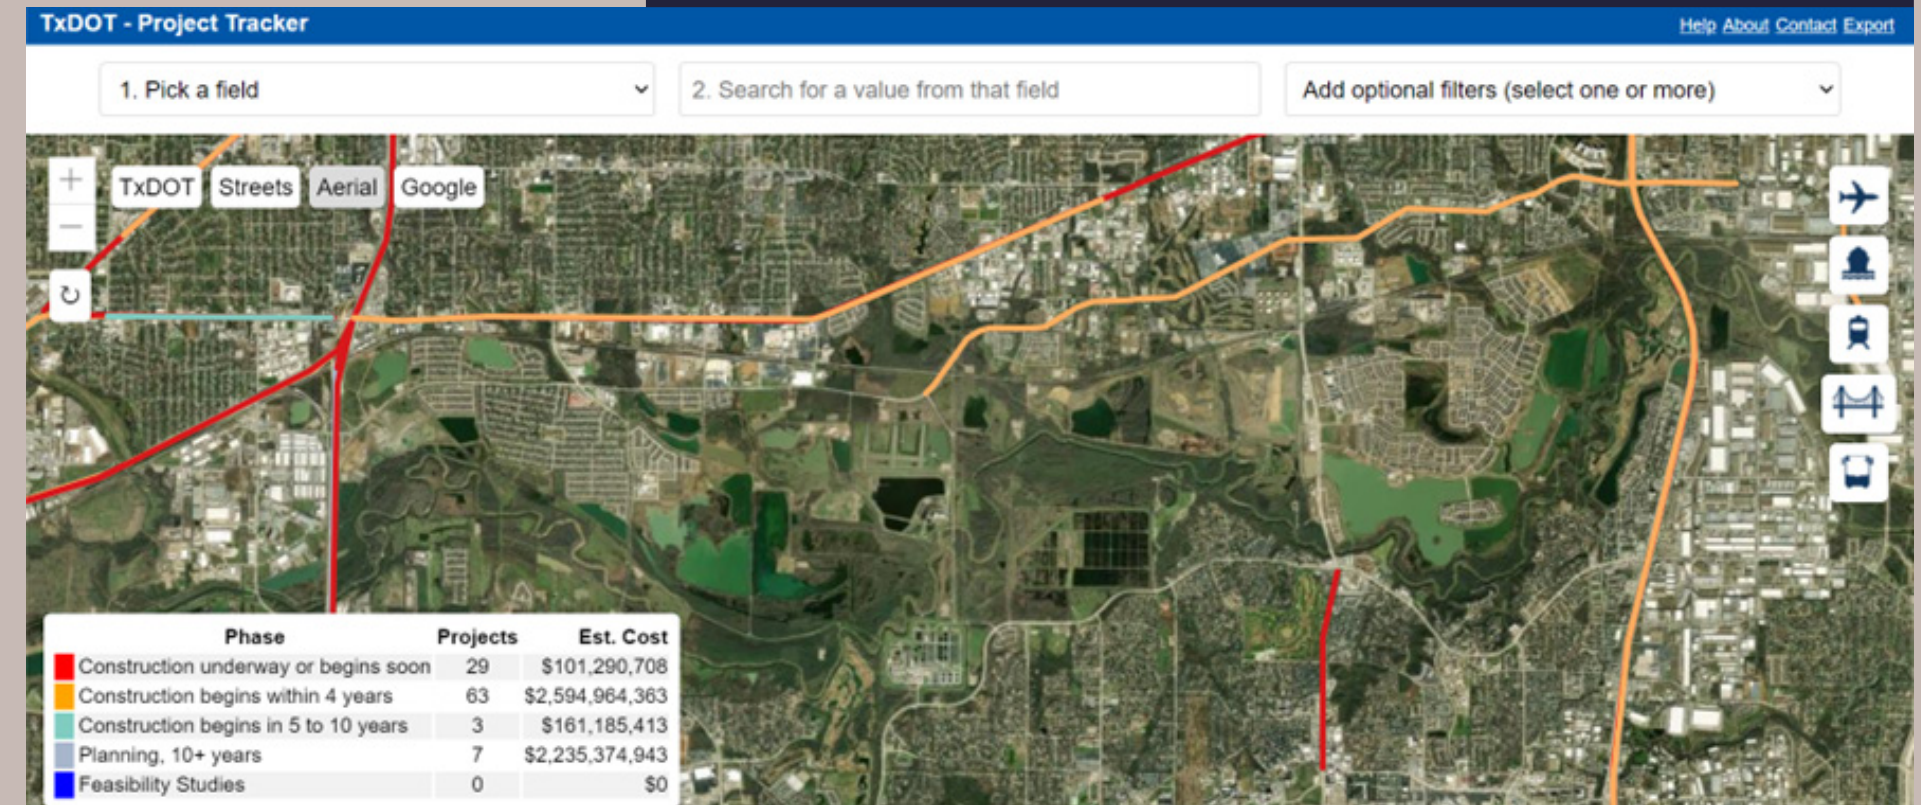 TxDOT - Project Tracker
Help About Contact Export
1. Pick a field
2. Search for a value from that field
Add optional filters (select one or more)
+
TxDOT Streets Aerial Google
−
Phase Projects Est. Cost
Construction underway or begins soon 29 $101,290,708
Construction begins within 4 years 63 $2,594,964,363
Construction begins in 5 to 10 years 3 $161,185,413
Planning, 10+ years 7 $2,235,374,943
Feasibility Studies 0 $0